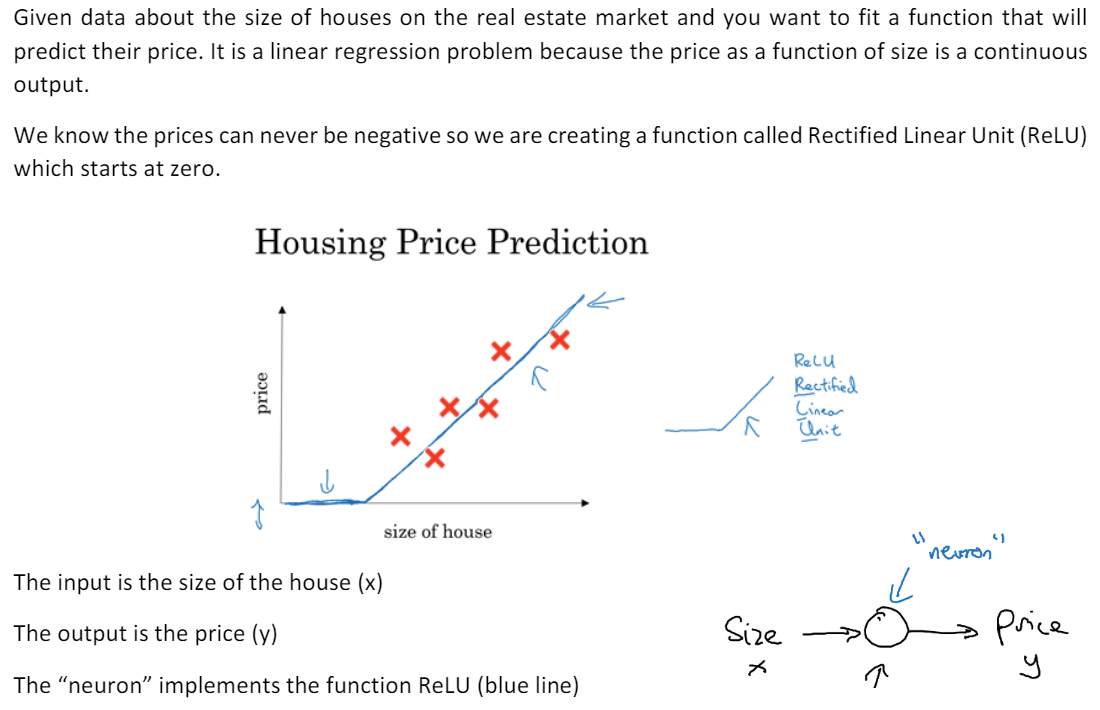 Given data about the size of houses on the real estate market and you want to fit a function that will
predict their price. It is a linear regression problem because the price as a function of size is a continuous
output.
We know the prices can never be negative so we are creating a function called Rectified Linear Unit (ReLU)
which starts at zero.
Housing Price Prediction
price
size of house
ReLU
Rectified
Linear
Unit
The input is the size of the house (x)
The output is the price (y)
The “neuron” implements the function ReLU (blue line)
"neuron"
Size
x
Price
y